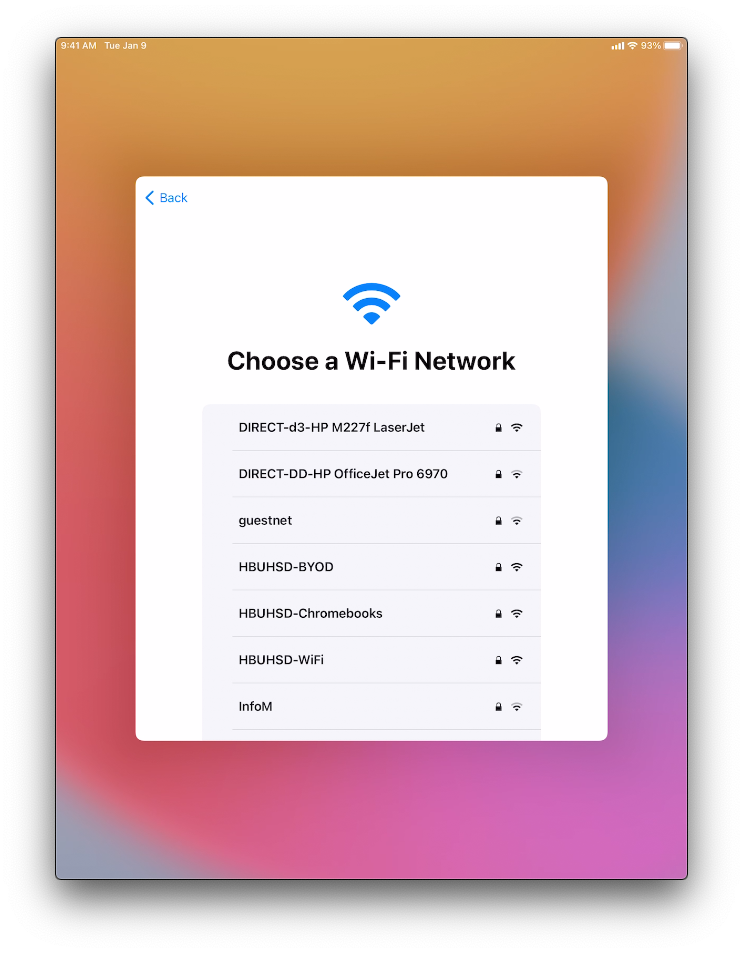 9:41 AM Tue Jan 9 93%
Back
Choose a Wi-Fi Network
DIRECT-d3-HP M227f LaserJet
DIRECT-DD-HP OfficeJet Pro 6970
guestnet
HBUHSD-BYOD
HBUHSD-Chromebooks
HBUHSD-WiFi
InfoM